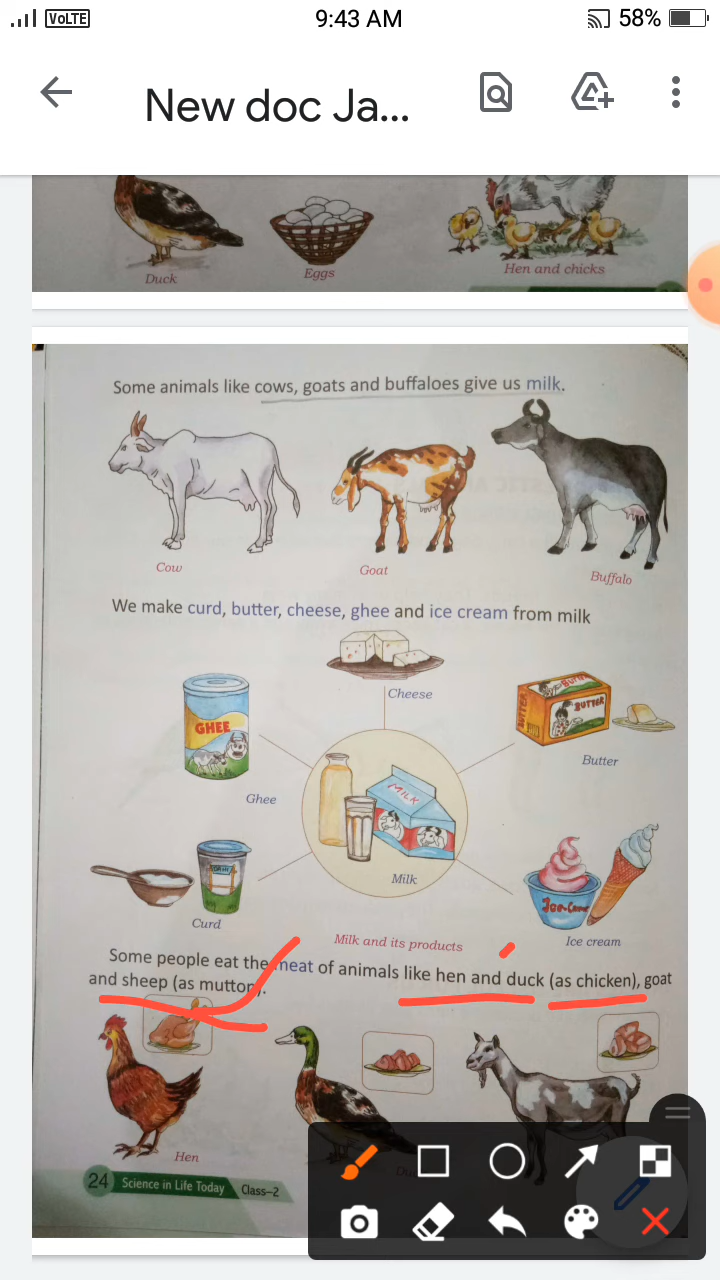 VoLTE 9:43 AM 58%
New doc Ja...
Duck
Eggs
Hen and chicks
Some animals like cows, goats and buffaloes give us milk.
Cow
Goat
Buffalo
We make curd, butter, cheese, ghee and ice cream from milk
Cheese
GHEE
BUTTER
BUTTER
Butter
Ghee
MILK
Milk
Curd
Ice Cream
Ice cream
Milk and its products
Some people eat the meat of animals like hen and duck (as chicken), goat
and sheep (as mutton).
Hen
24 Science in Life Today Class–2